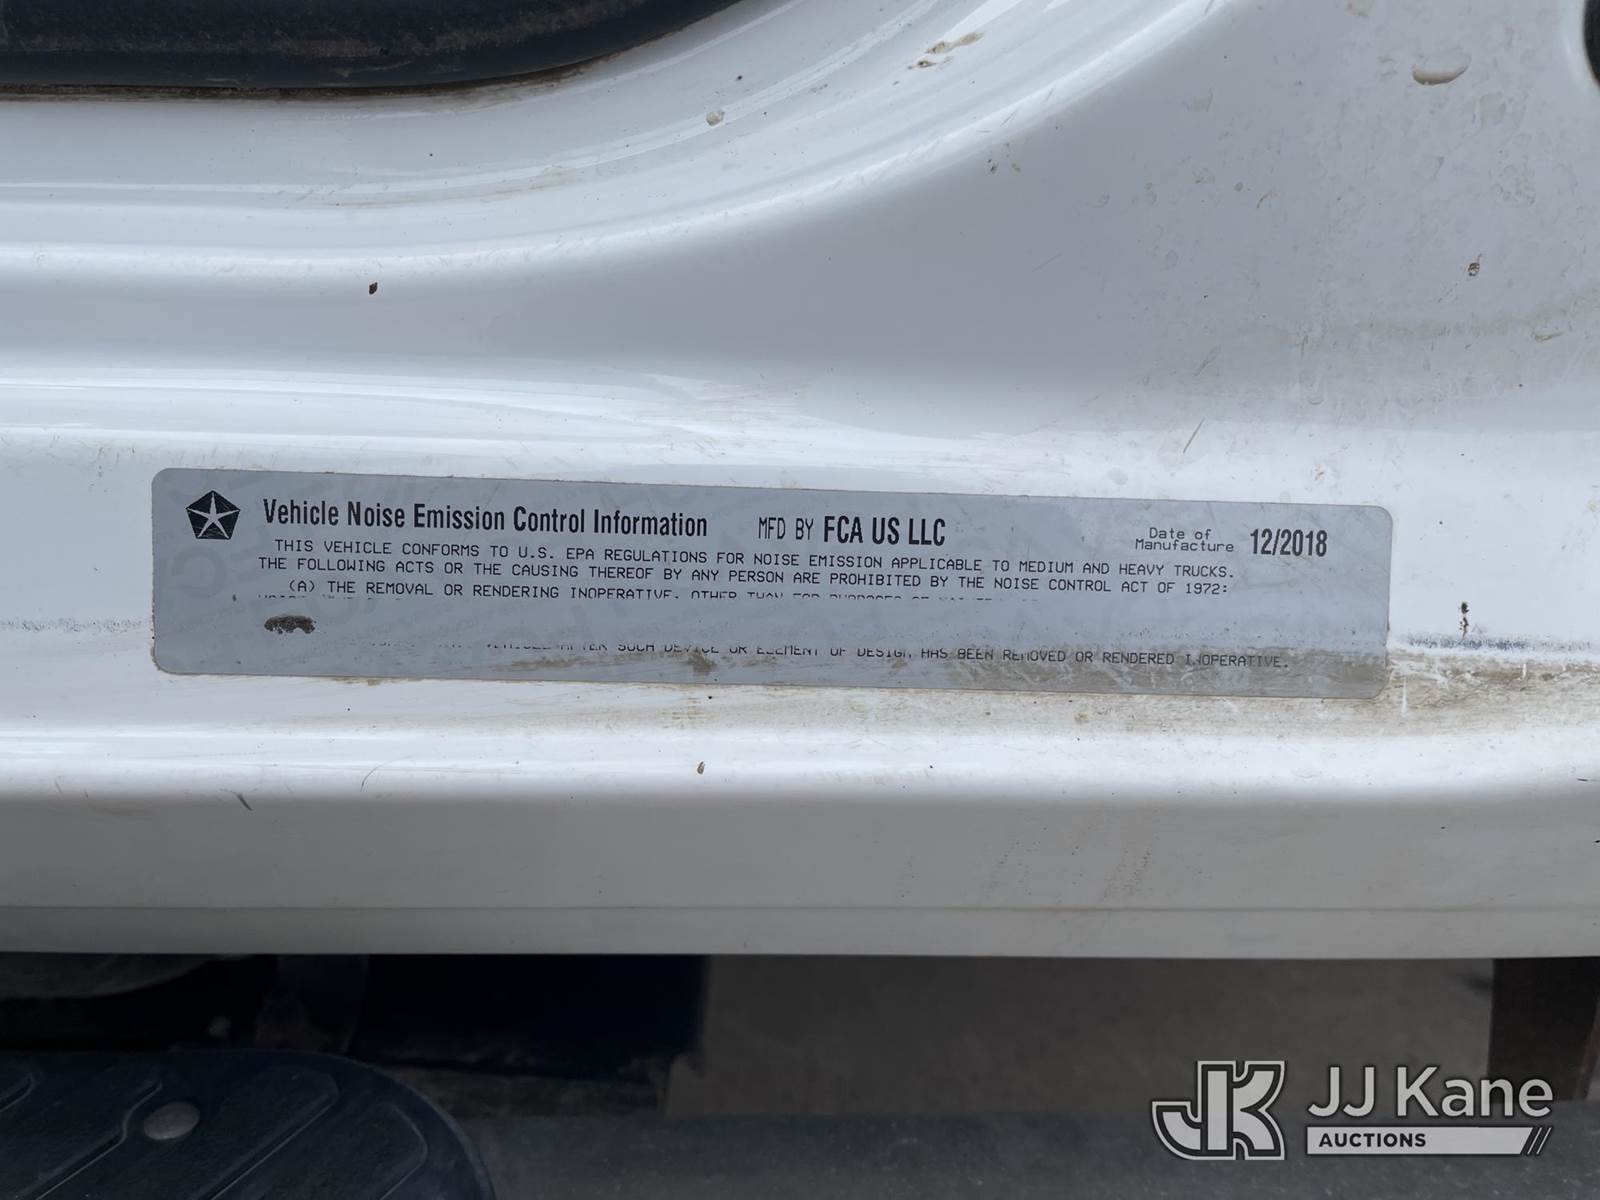 Vehicle Noise Emission Control Information MFD BY FCA US LLC Date of Manufacture 12/2018
THIS VEHICLE CONFORMS TO U.S. EPA REGULATIONS FOR NOISE EMISSION APPLICABLE TO MEDIUM AND HEAVY TRUCKS.
THE FOLLOWING ACTS OR THE CAUSING THEREOF BY ANY PERSON ARE PROHIBITED BY THE NOISE CONTROL ACT OF 1972:
(A) THE REMOVAL OR RENDERING INOPERATIVE, OTHER THAN FOR PURPOSES OF
VEHICLE AFTER SUCH DEVICE OR ELEMENT OF DESIGN HAS BEEN REMOVED OR RENDERED INOPERATIVE.
JK JJ Kane
AUCTIONS